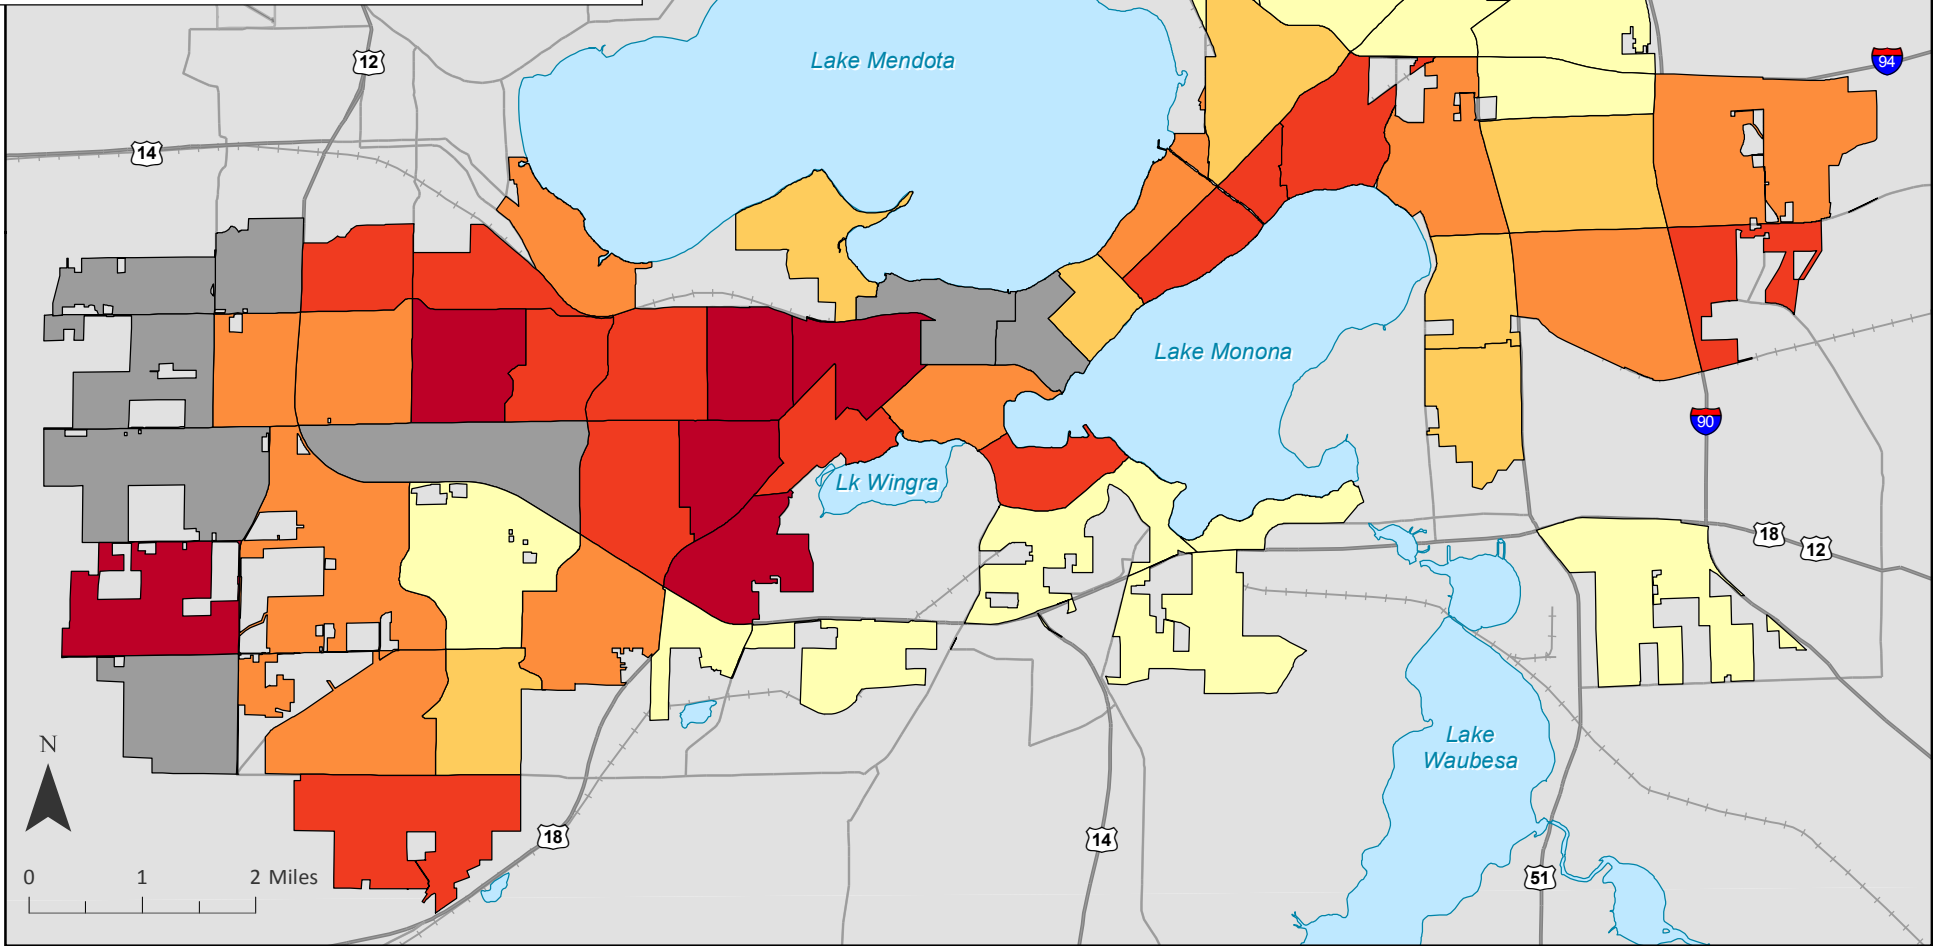 Lake Mendota
12
94
14
Lake Monona
90
Lk Wingra
18
12
N
Lake
Waubesa
18
14
51
0 1 2 Miles